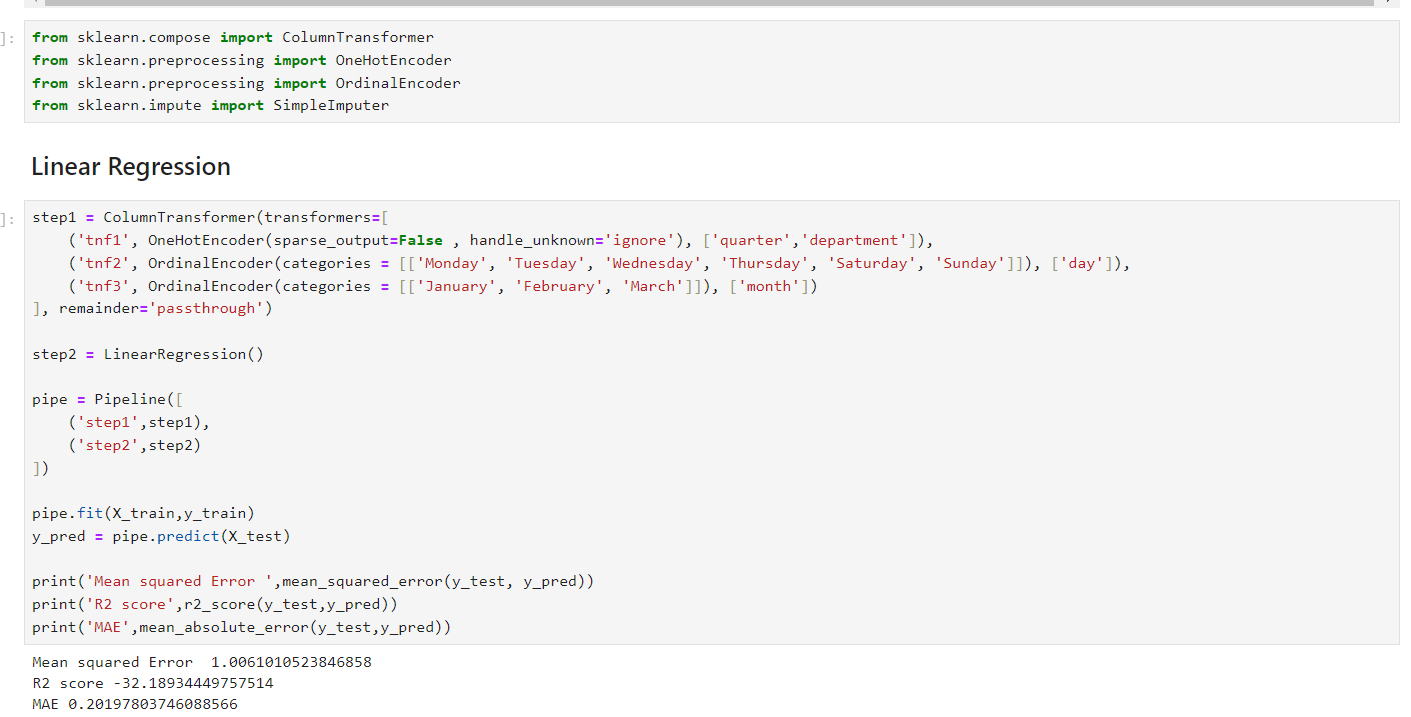 ]:
from sklearn.compose import ColumnTransformer
from sklearn.preprocessing import OneHotEncoder
from sklearn.preprocessing import OrdinalEncoder
from sklearn.impute import SimpleImputer
Linear Regression
]:
step1 = ColumnTransformer(transformers=[
    ('tnf1', OneHotEncoder(sparse_output=False , handle_unknown='ignore'), ['quarter','department']),
    ('tnf2', OrdinalEncoder(categories = [['Monday', 'Tuesday', 'Wednesday', 'Thursday', 'Saturday', 'Sunday']]), ['day']),
    ('tnf3', OrdinalEncoder(categories = [['January', 'February', 'March']]), ['month'])
], remainder='passthrough')
step2 = LinearRegression()
pipe = Pipeline([
    ('step1',step1),
    ('step2',step2)
])
pipe.fit(X_train,y_train)
y_pred = pipe.predict(X_test)
print('Mean squared Error ',mean_squared_error(y_test, y_pred))
print('R2 score',r2_score(y_test,y_pred))
print('MAE',mean_absolute_error(y_test,y_pred))
Mean squared Error  1.0061010523846858
R2 score -32.18934449757514
MAE 0.20197803746088566